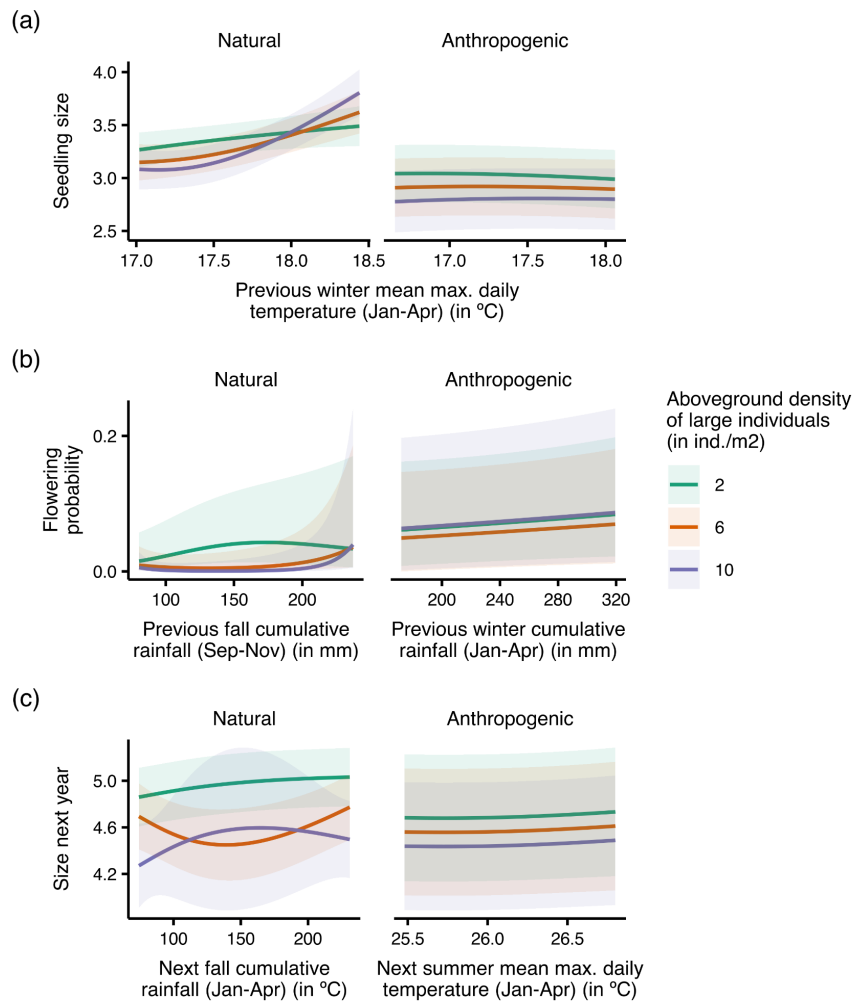 (a)
Natural
Anthropogenic
Seedling size
4.0
3.5
3.0
2.5
17.0
17.5
18.0
18.5
17.0
17.5
18.0
Previous winter mean max. daily
temperature (Jan-Apr) (in ºC)
(b)
Natural
Anthropogenic
Flowering
probability
0.2
0.0
100
150
200
200
240
280
320
Previous fall cumulative
rainfall (Sep-Nov) (in mm)
Previous winter cumulative
rainfall (Jan-Apr) (in mm)
Aboveground density
of large individuals
(in ind./m2)
2
6
10
(c)
Natural
Anthropogenic
Size next year
5.0
4.6
4.2
100
150
200
25.5
26.0
26.5
Next fall cumulative
rainfall (Jan-Apr) (in ºC)
Next summer mean max. daily
temperature (Jan-Apr) (in ºC)